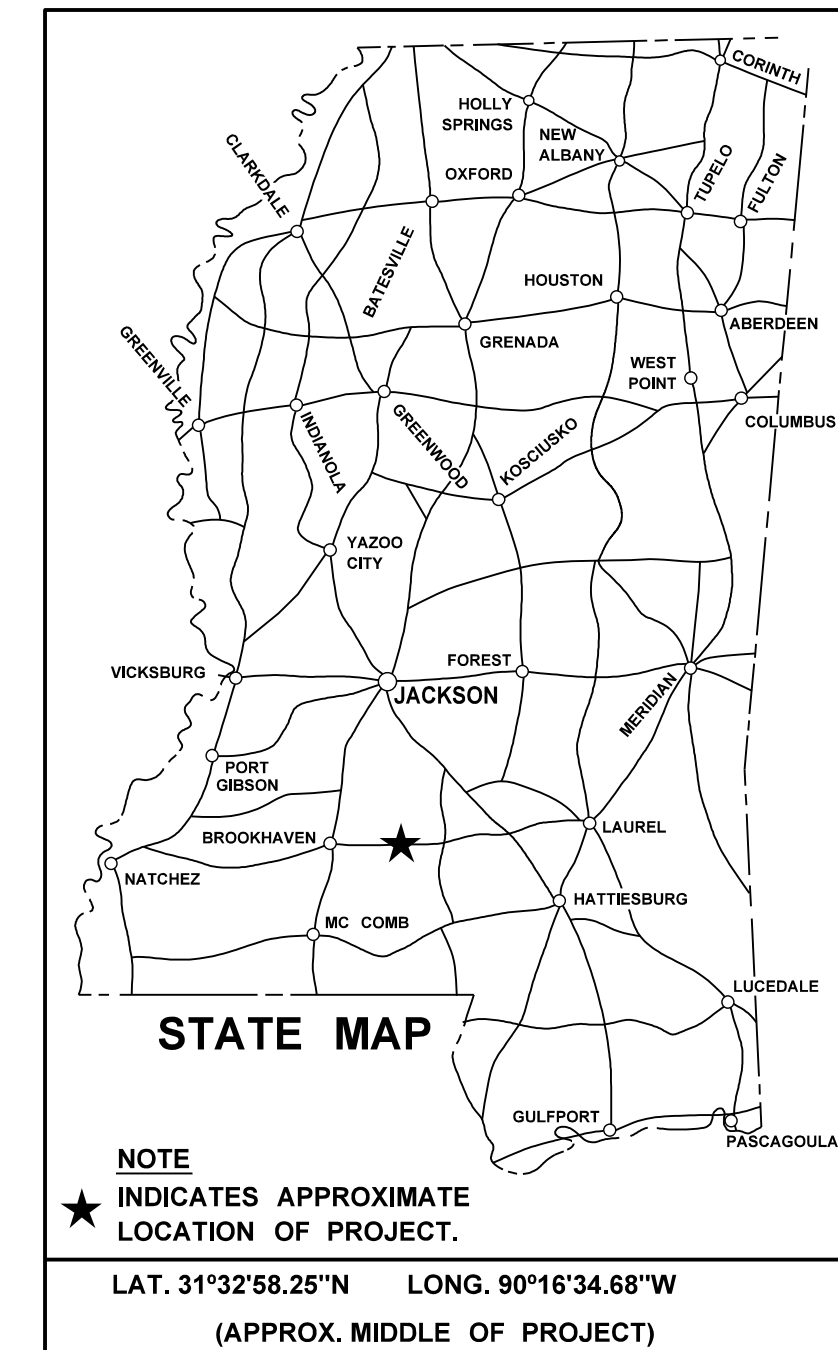 CORINTH
HOLLY
SPRINGS
NEW
ALBANY
CLARKDALE
OXFORD
TUPELO
FULTON
BATESVILLE
HOUSTON
GREENVILLE
ABERDEEN
GRENADA
WEST
POINT
INDIANOLA
GREENWOOD
KOSCIUSKO
COLUMBUS
YAZOO
CITY
VICKSBURG
FOREST
JACKSON
MERIDIAN
PORT
GIBSON
BROOKHAVEN
LAUREL
NATCHEZ
HATTIESBURG
MC COMB
LUCEDALE
STATE MAP
GULFPORT
PASCAGOULA
NOTE
INDICATES APPROXIMATE
LOCATION OF PROJECT.
LAT. 31°32'58.25"N LONG. 90°16'34.68"W
(APPROX. MIDDLE OF PROJECT)